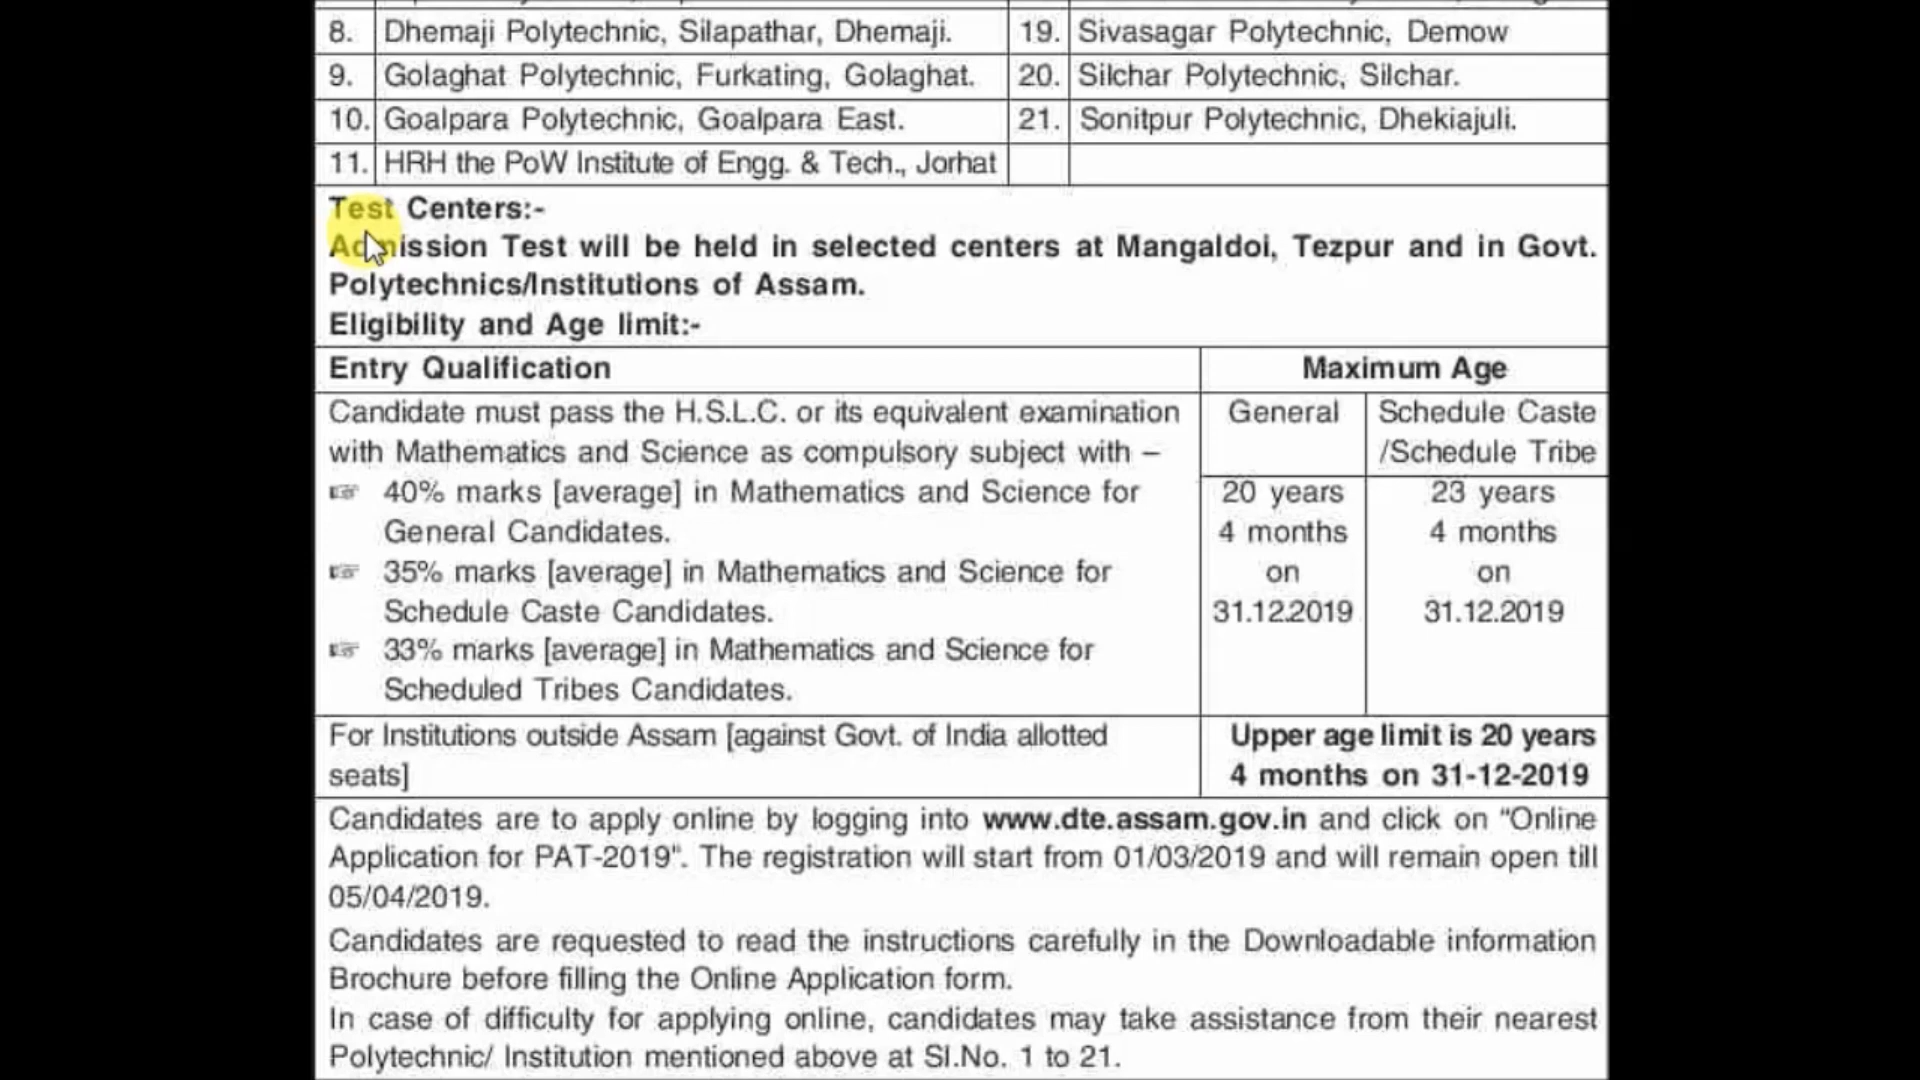 8. Dhemaji Polytechnic, Silapathar, Dhemaji. 19. Sivasagar Polytechnic, Demow
9. Golaghat Polytechnic, Furkating, Golaghat. 20. Silchar Polytechnic, Silchar.
10. Goalpara Polytechnic, Goalpara East. 21. Sonitpur Polytechnic, Dhekiajuli.
11. HRH the PoW Institute of Engg. & Tech., Jorhat
Test Centers:-
Admission Test will be held in selected centers at Mangaldoi, Tezpur and in Govt.
Polytechnics/Institutions of Assam.
Eligibility and Age limit:-
Entry Qualification Maximum Age
Candidate must pass the H.S.L.C. or its equivalent examination General Schedule Caste
with Mathematics and Science as compulsory subject with – /Schedule Tribe
☞ 40% marks [average] in Mathematics and Science for 20 years 23 years
General Candidates. 4 months 4 months
☞ 35% marks [average] in Mathematics and Science for on on
Schedule Caste Candidates. 31.12.2019 31.12.2019
☞ 33% marks [average] in Mathematics and Science for
Scheduled Tribes Candidates.
For Institutions outside Assam [against Govt. of India allotted Upper age limit is 20 years
seats] 4 months on 31-12-2019
Candidates are to apply online by logging into www.dte.assam.gov.in and click on “Online
Application for PAT-2019". The registration will start from 01/03/2019 and will remain open till
05/04/2019.
Candidates are requested to read the instructions carefully in the Downloadable information
Brochure before filling the Online Application form.
In case of difficulty for applying online, candidates may take assistance from their nearest
Polytechnic/ Institution mentioned above at Sl.No. 1 to 21.